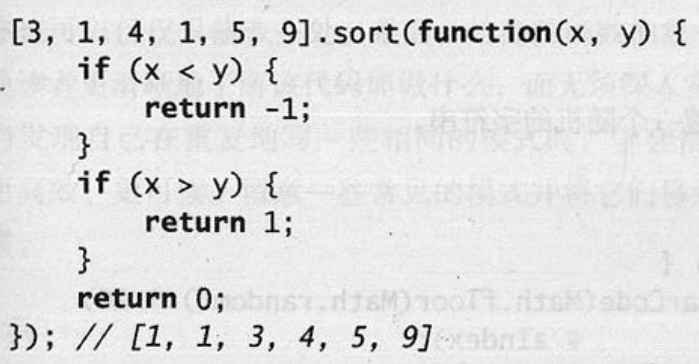 [3, 1, 4, 1, 5, 9].sort(function(x, y) {
    if (x < y) {
        return -1;
    }
    if (x > y) {
        return 1;
    }
    return 0;
}); // [1, 1, 3, 4, 5, 9]